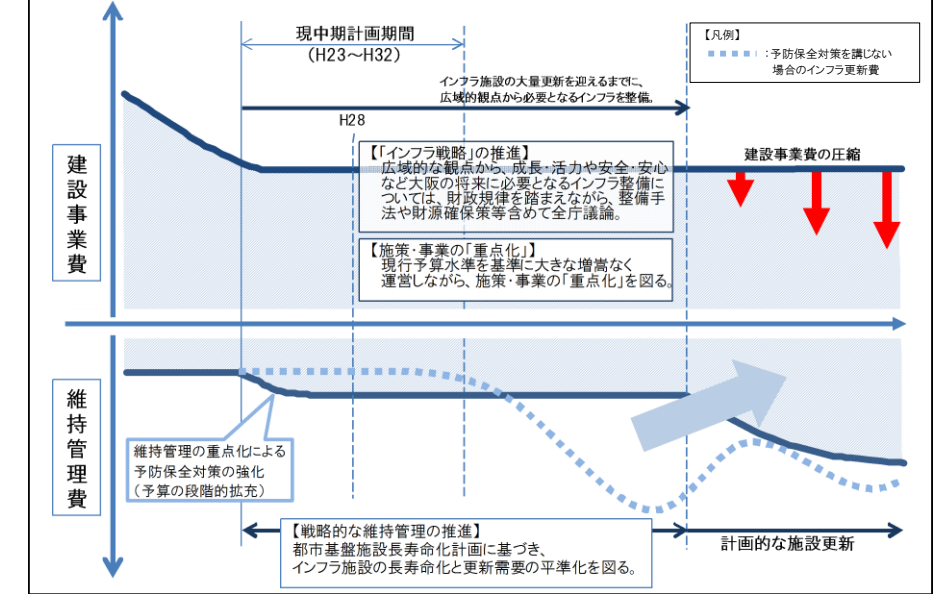 現中期計画期間
(H23～H32)
【凡例】
：予防保全対策を講じない
場合のインフラ更新費
インフラ施設の大量更新を迎えるまでに、
広域的観点から必要となるインフラを整備。
H28
建設事業費
【「インフラ戦略」の推進】
広域的な観点から、成長・活力や安全・安心
など大阪の将来に必要となるインフラ整備に
ついては、財政規律を踏まえながら、整備手
法や財源確保策等含めて全庁議論。
建設事業費の圧縮
【施策・事業の「重点化」】
現行予算水準を基準に大きな増嵩なく
運営しながら、施策・事業の「重点化」を図る。
維持管理費
維持管理の重点化による
予防保全対策の強化
（予算の段階的拡充）
【戦略的な維持管理の推進】
都市基盤施設長寿命化計画に基づき、
インフラ施設の長寿命化と更新需要の平準化を図る。
計画的な施設更新